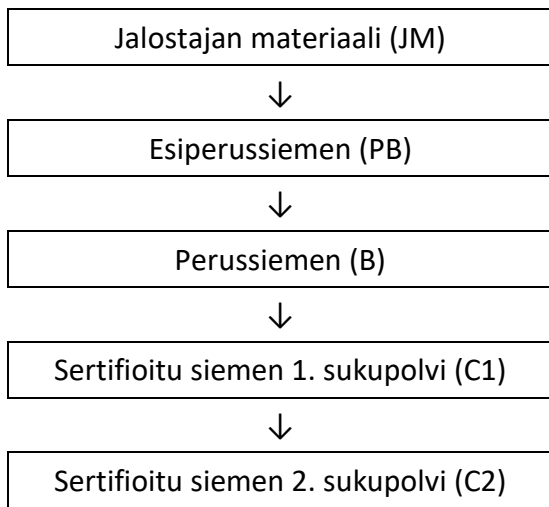 Jalostajan materiaali (JM)
↓
Esiperussiemen (PB)
↓
Perussiemen (B)
↓
Sertifioitu siemen 1. sukupolvi (C1)
↓
Sertifioitu siemen 2. sukupolvi (C2)